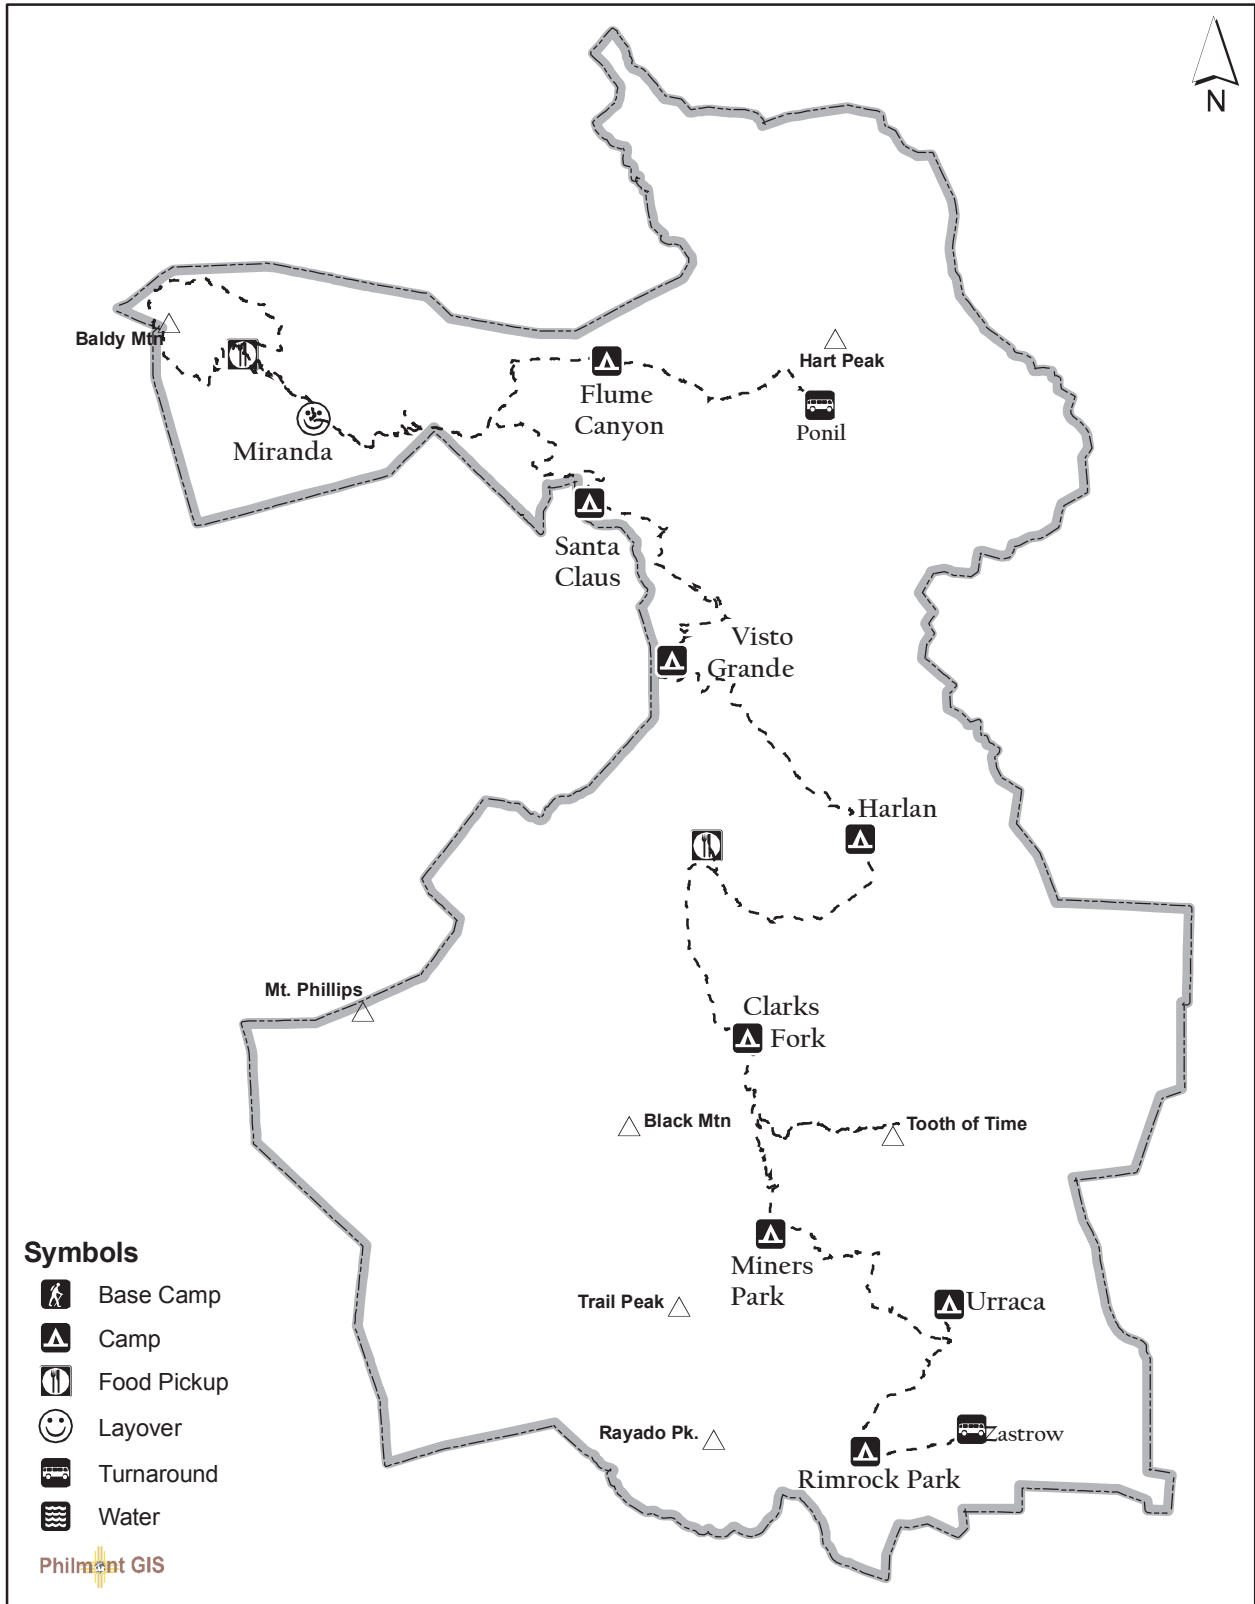 N
Baldy Mtn
Hart Peak
Flume
Canyon
Ponil
Miranda
Santa
Claus
Visto
Grande
Harlan
Mt. Phillips
Clarks
Fork
Black Mtn
Tooth of Time
Miners
Park
Trail Peak
Urraca
Rayado Pk.
Zastrow
Rimrock Park
Symbols
Base Camp
Camp
Food Pickup
Layover
Turnaround
Water
Philmont GIS